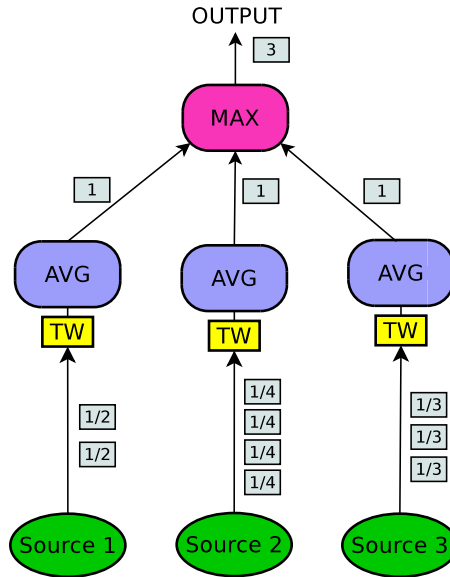 OUTPUT
3
MAX
1 1 1
AVG AVG AVG
TW TW TW
1/4
1/2 1/3
1/4
1/3
1/2 1/4
1/3
1/4
Source 1 Source 2 Source 3